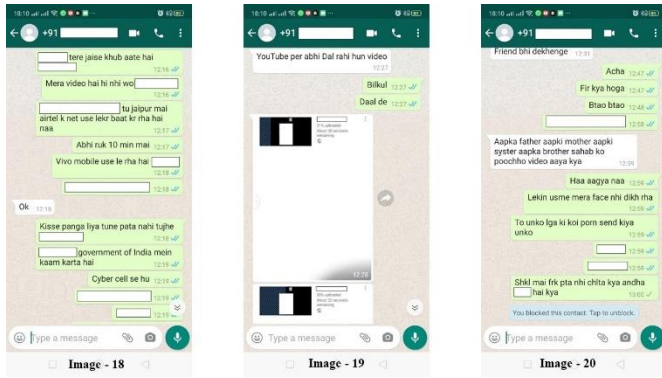 18:10
62
+91
tere jaise khub aate hai
12:16
Mera video hai hi nhi wo
12:16
tu jaipur mai
airtel k net use lekr baat kr rha hai
naa
12:17
Abhi ruk 10 min mai 12:17
Vivo mobile use le rha hai
12:18
12:18
Ok 12:18
Kisse panga liya tune pata nahi tujhe
12:18
government of India mein
kaam karta hai
12:19
Cyber cell se hu 12:19
12:19
12:19
Type a message
Image - 18
18:10
62
+91
YouTube per abhi Dal rahi hun video
12:27
Bilkul 12:27
Daal de 12:27
12:28
Type a message
Image - 19
18:10
62
+91
Friend bhi dekhenge 12:31
Acha 12:47
Fir kya hoga 12:47
Btao btao 12:48
12:58
Aapka father aapki mother aapki
syster aapka brother sahab ko
poochho video aaya kya
12:59
Haa aagya naa 12:59
Lekin usme mera face nhi dikh rha
12:59
To unko lga ki koi porn send kiya
unko
12:59
12:59
12:59
Shkl mai frk pta nhi chlta kya andha
hai kya
13:00
You blocked this contact. Tap to unblock.
Type a message
Image - 20